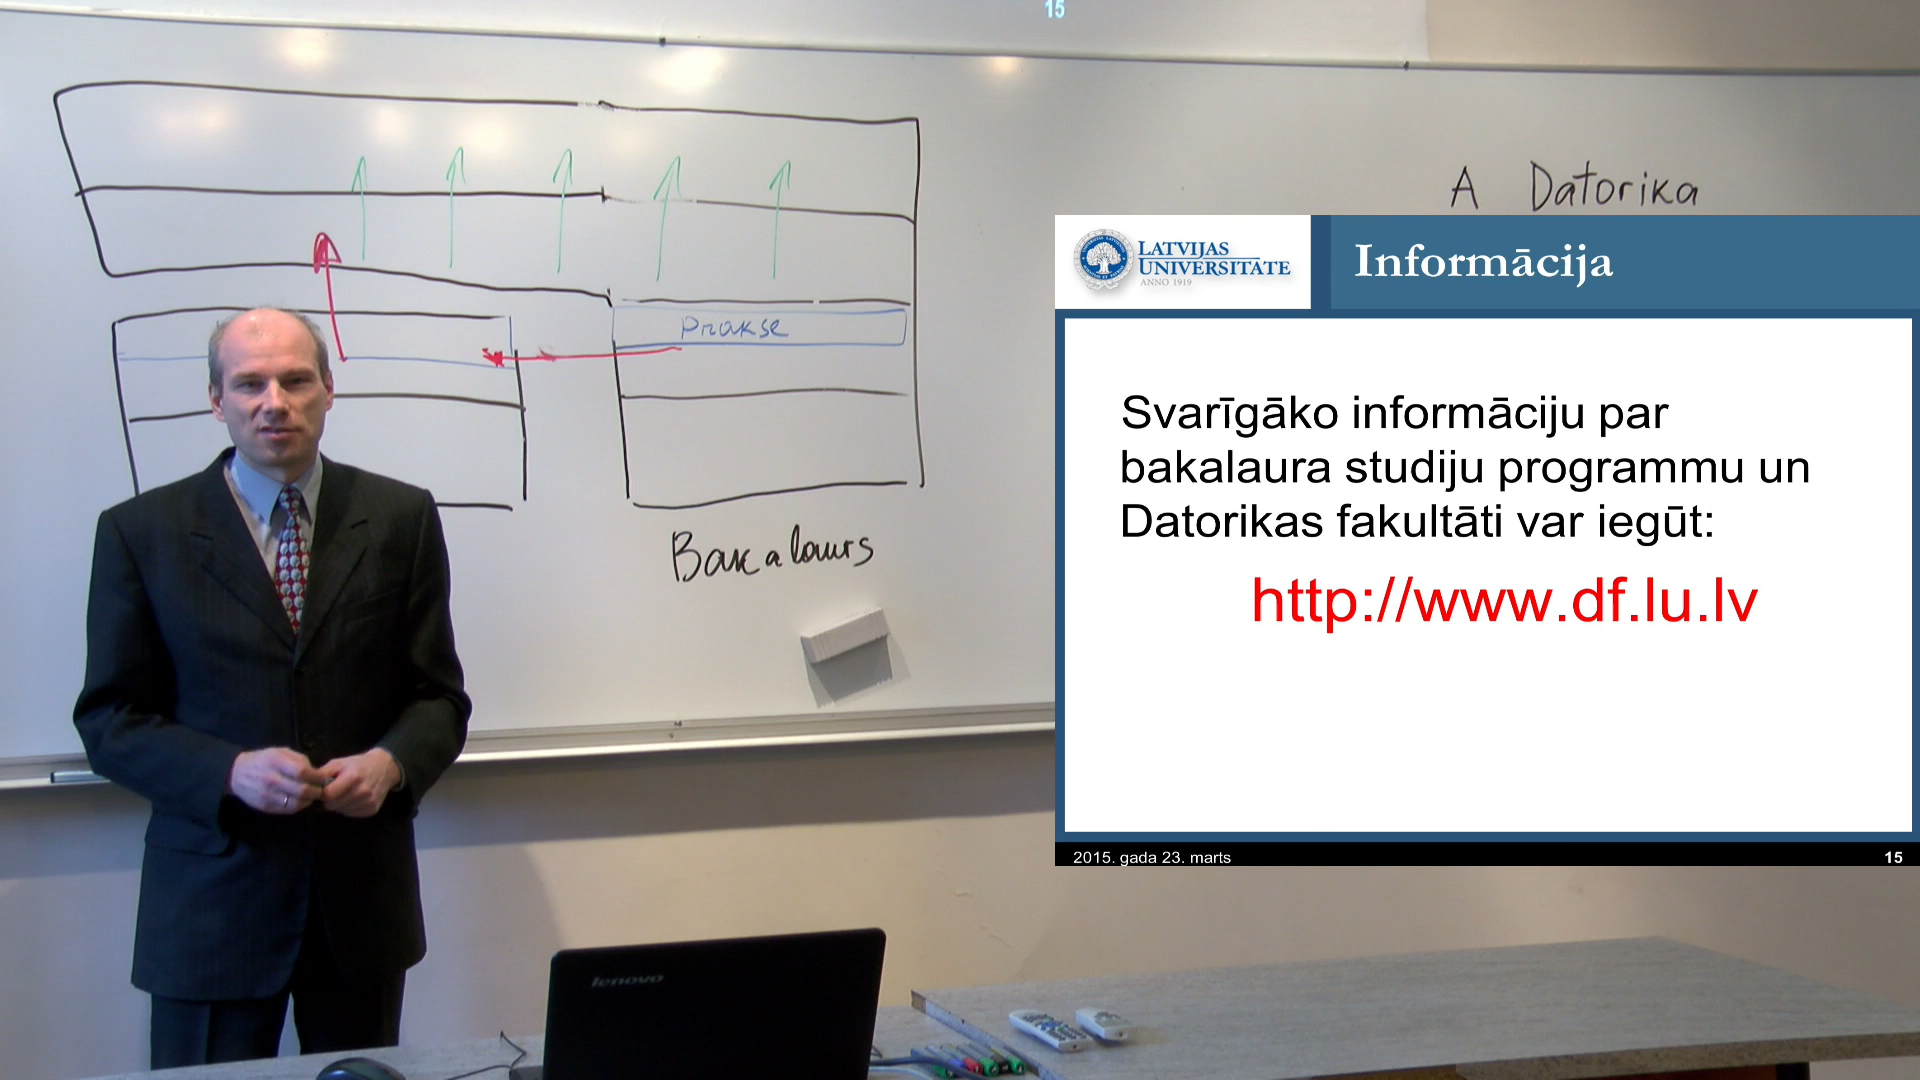 15
A Datorika
Prakse
Bakalaurs
LATVIJAS
UNIVERSITĀTE
ANNO 1919
Informācija
Svarīgāko informāciju par
bakalaura studiju programmu un
Datorikas fakultāti var iegūt:
http://www.df.lu.lv
2015. gada 23. marts
15
lenovo